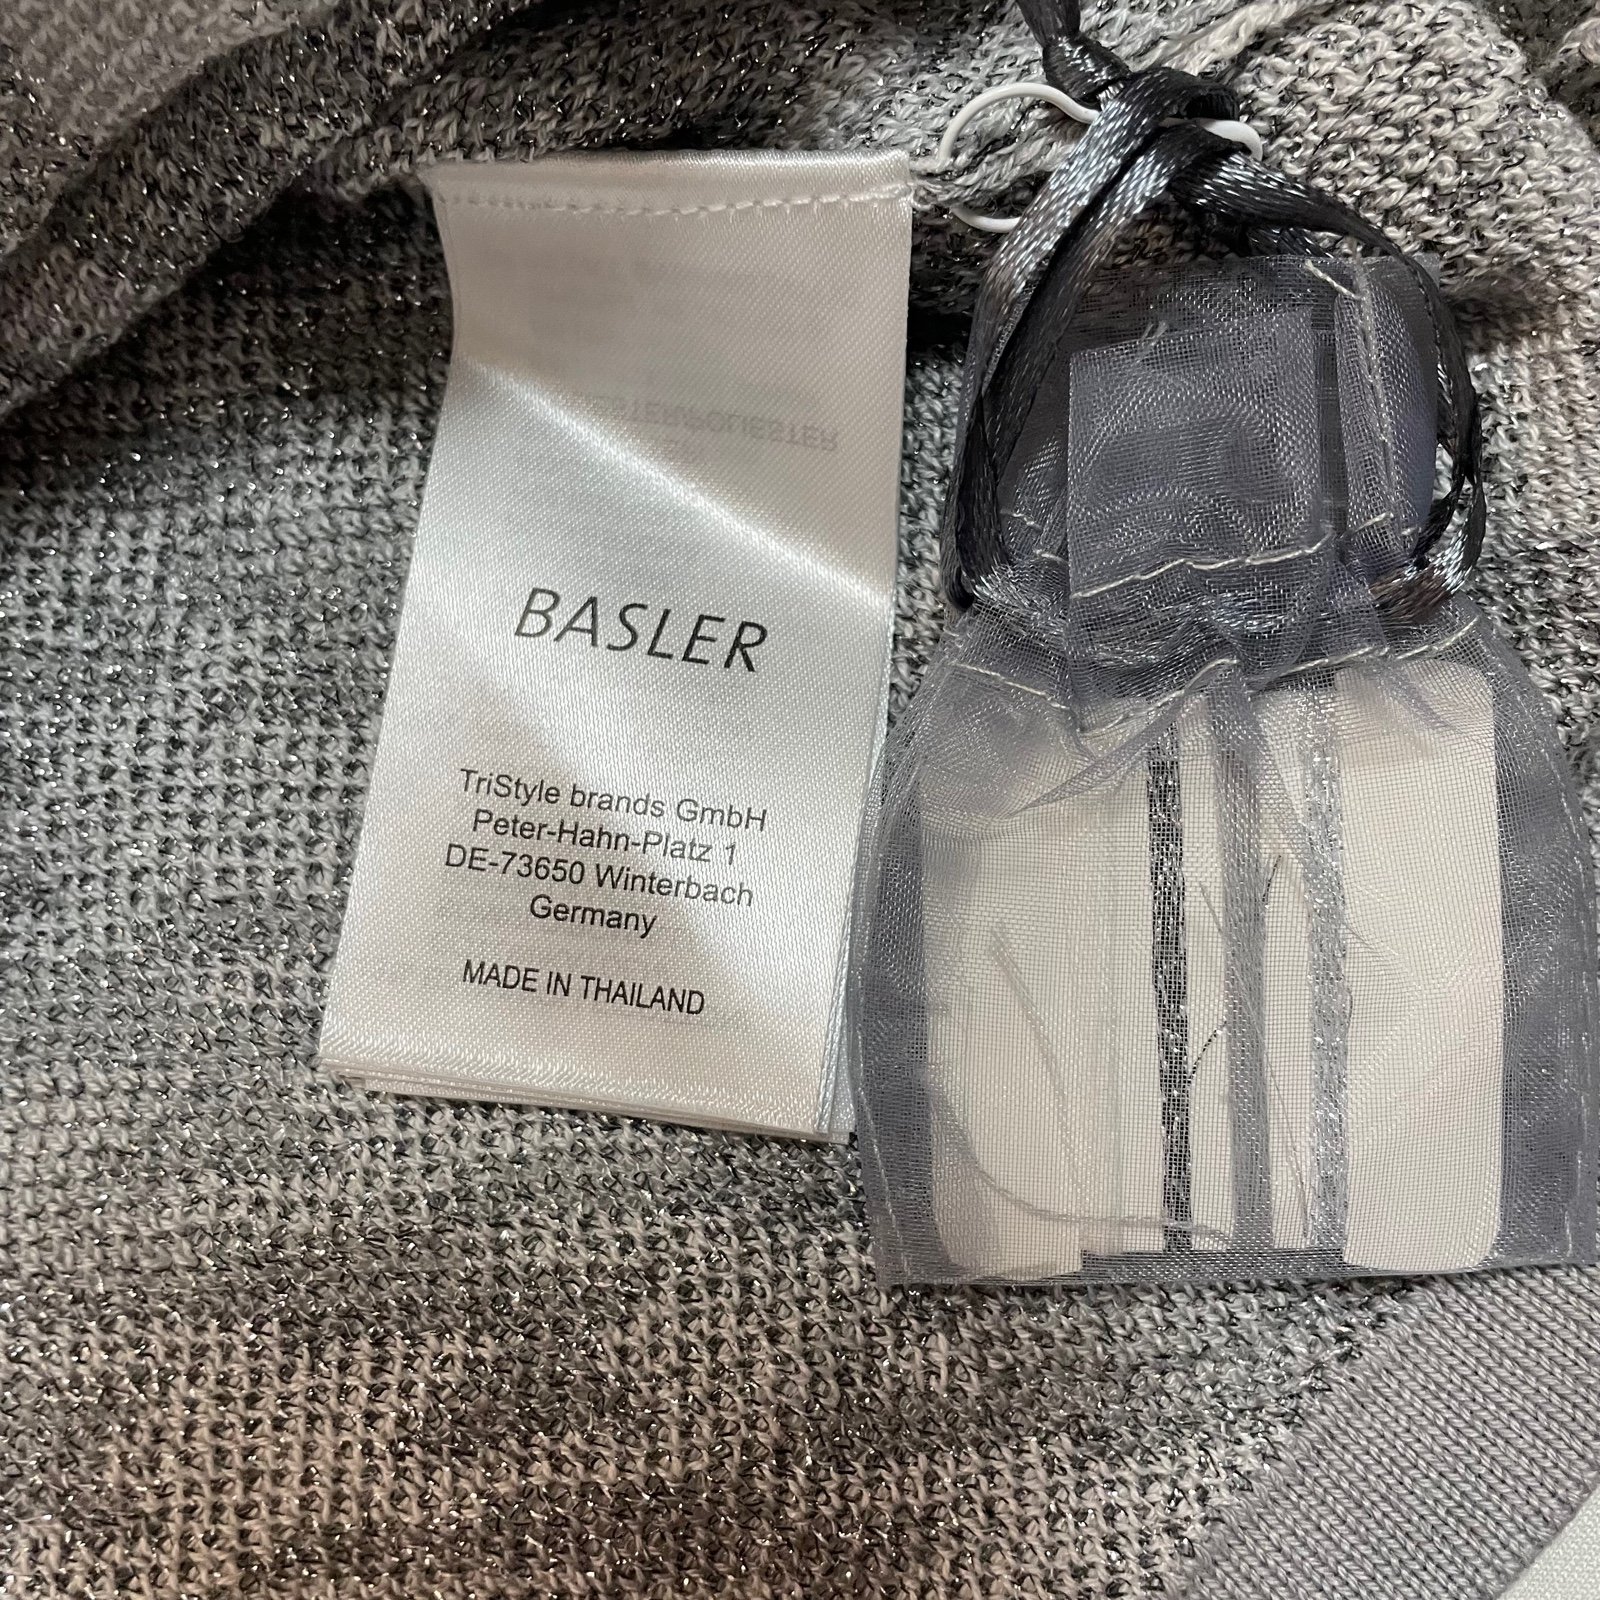 BASLER
TriStyle brands GmbH
Peter-Hahn-Platz 1
DE-73650 Winterbach
Germany
MADE IN THAILAND